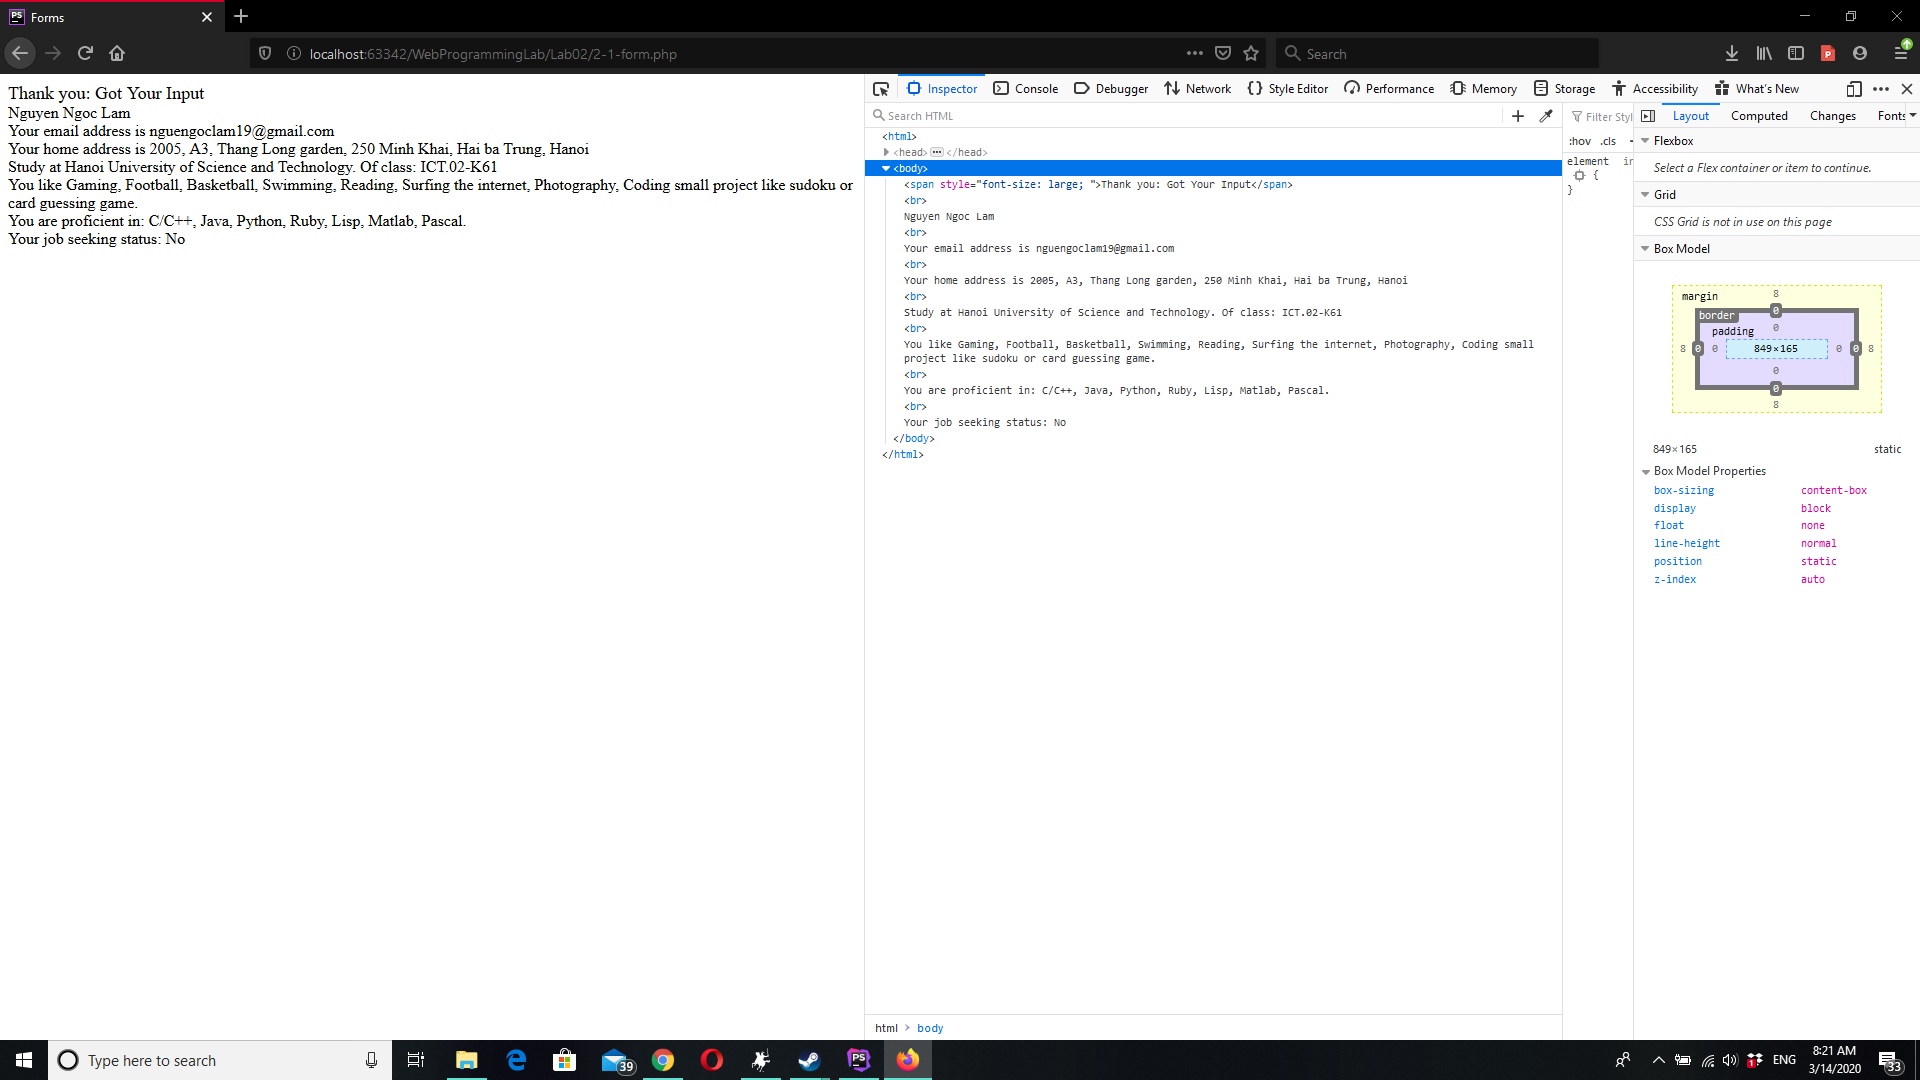 PS Forms
localhost:63342/WebProgrammingLab/Lab02/2-1-form.php
Search
P
Thank you: Got Your Input
Nguyen Ngoc Lam
Your email address is nguengoclam19@gmail.com
Your home address is 2005, A3, Thang Long garden, 250 Minh Khai, Hai ba Trung, Hanoi
Study at Hanoi University of Science and Technology. Of class: ICT.02-K61
You like Gaming, Football, Basketball, Swimming, Reading, Surfing the internet, Photography, Coding small project like sudoku or
card guessing game.
You are proficient in: C/C++, Java, Python, Ruby, Lisp, Matlab, Pascal.
Your job seeking status: No
Inspector Console Debugger Network {} Style Editor Performance Memory Storage Accessibility What's New
Search HTML
<html>
<head> ••• </head>
<body>
<span style="font-size: large; ">Thank you: Got Your Input</span>
<br>
Nguyen Ngoc Lam
<br>
Your email address is nguengoclam19@gmail.com
<br>
Your home address is 2005, A3, Thang Long garden, 250 Minh Khai, Hai ba Trung, Hanoi
<br>
Study at Hanoi University of Science and Technology. Of class: ICT.02-K61
<br>
You like Gaming, Football, Basketball, Swimming, Reading, Surfing the internet, Photography, Coding small
project like sudoku or card guessing game.
<br>
You are proficient in: C/C++, Java, Python, Ruby, Lisp, Matlab, Pascal.
<br>
Your job seeking status: No
</body>
</html>
html > body
Filter Styl
:hov .cls
element in
{
}
Layout Computed Changes Fonts
Flexbox
Select a Flex container or item to continue.
Grid
CSS Grid is not in use on this page
Box Model
margin 8
border 0
padding 0
8 0 0 849×165 0 0 8
0
0
8
849×165 static
Box Model Properties
box-sizing content-box
display block
float none
line-height normal
position static
z-index auto
Type here to search
39
PS
ENG
8:21 AM
3/14/2020
33